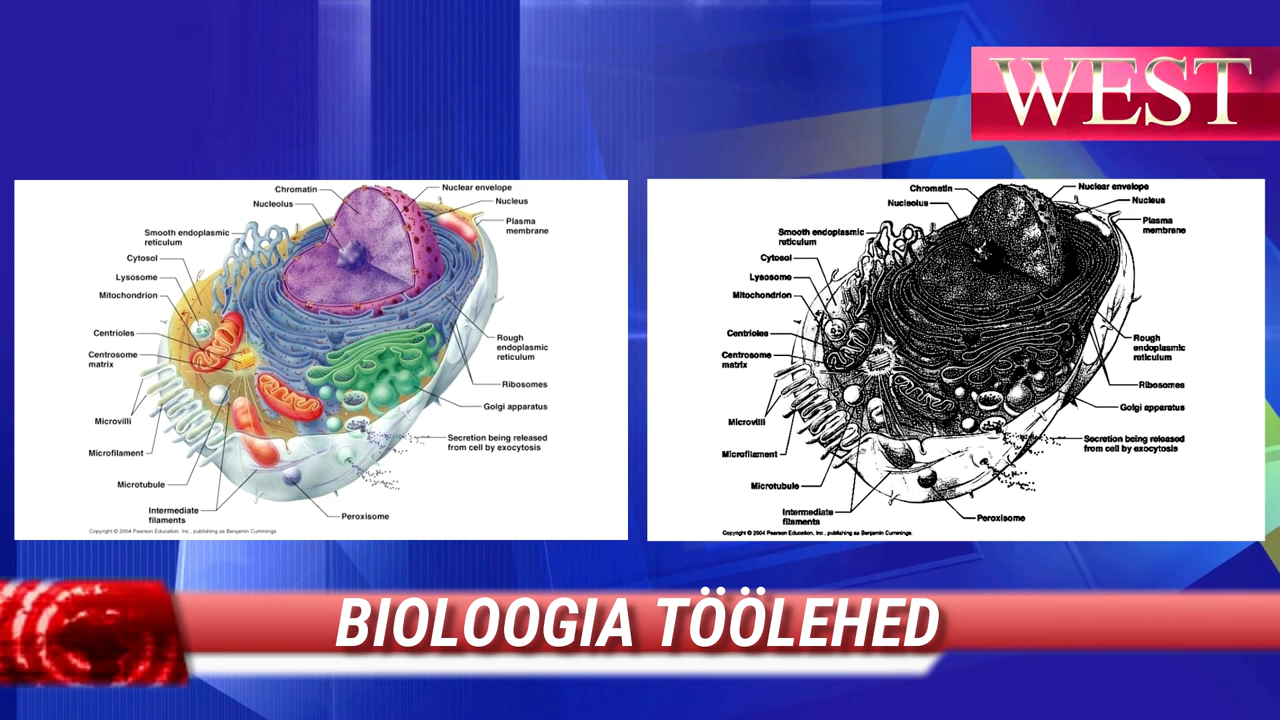 WEST
Chromatin
Nuclear envelope
Nucleolus
Nucleus
Plasma
membrane
Smooth endoplasmic
reticulum
Cytosol
Lysosome
Mitochondrion
Centrioles
Centrosome
matrix
Rough
endoplasmic
reticulum
Ribosomes
Golgi apparatus
Microvilli
Secretion being released
from cell by exocytosis
Microfilament
Microtubule
Intermediate
filaments
Peroxisome
Copyright © 2004 Pearson Education, Inc., publishing as Benjamin Cummings.
Chromatin
Nuclear envelope
Nucleolus
Nucleus
Plasma
membrane
Smooth endoplasmic
reticulum
Cytosol
Lysosome
Mitochondrion
Centrioles
Centrosome
matrix
Rough
endoplasmic
reticulum
Ribosomes
Golgi apparatus
Microvilli
Secretion being released
from cell by exocytosis
Microfilament
Microtubule
Intermediate
filaments
Peroxisome
Copyright © 2004 Pearson Education, Inc., publishing as Benjamin Cummings.
BIOLOOGIA TÖÖLEHED